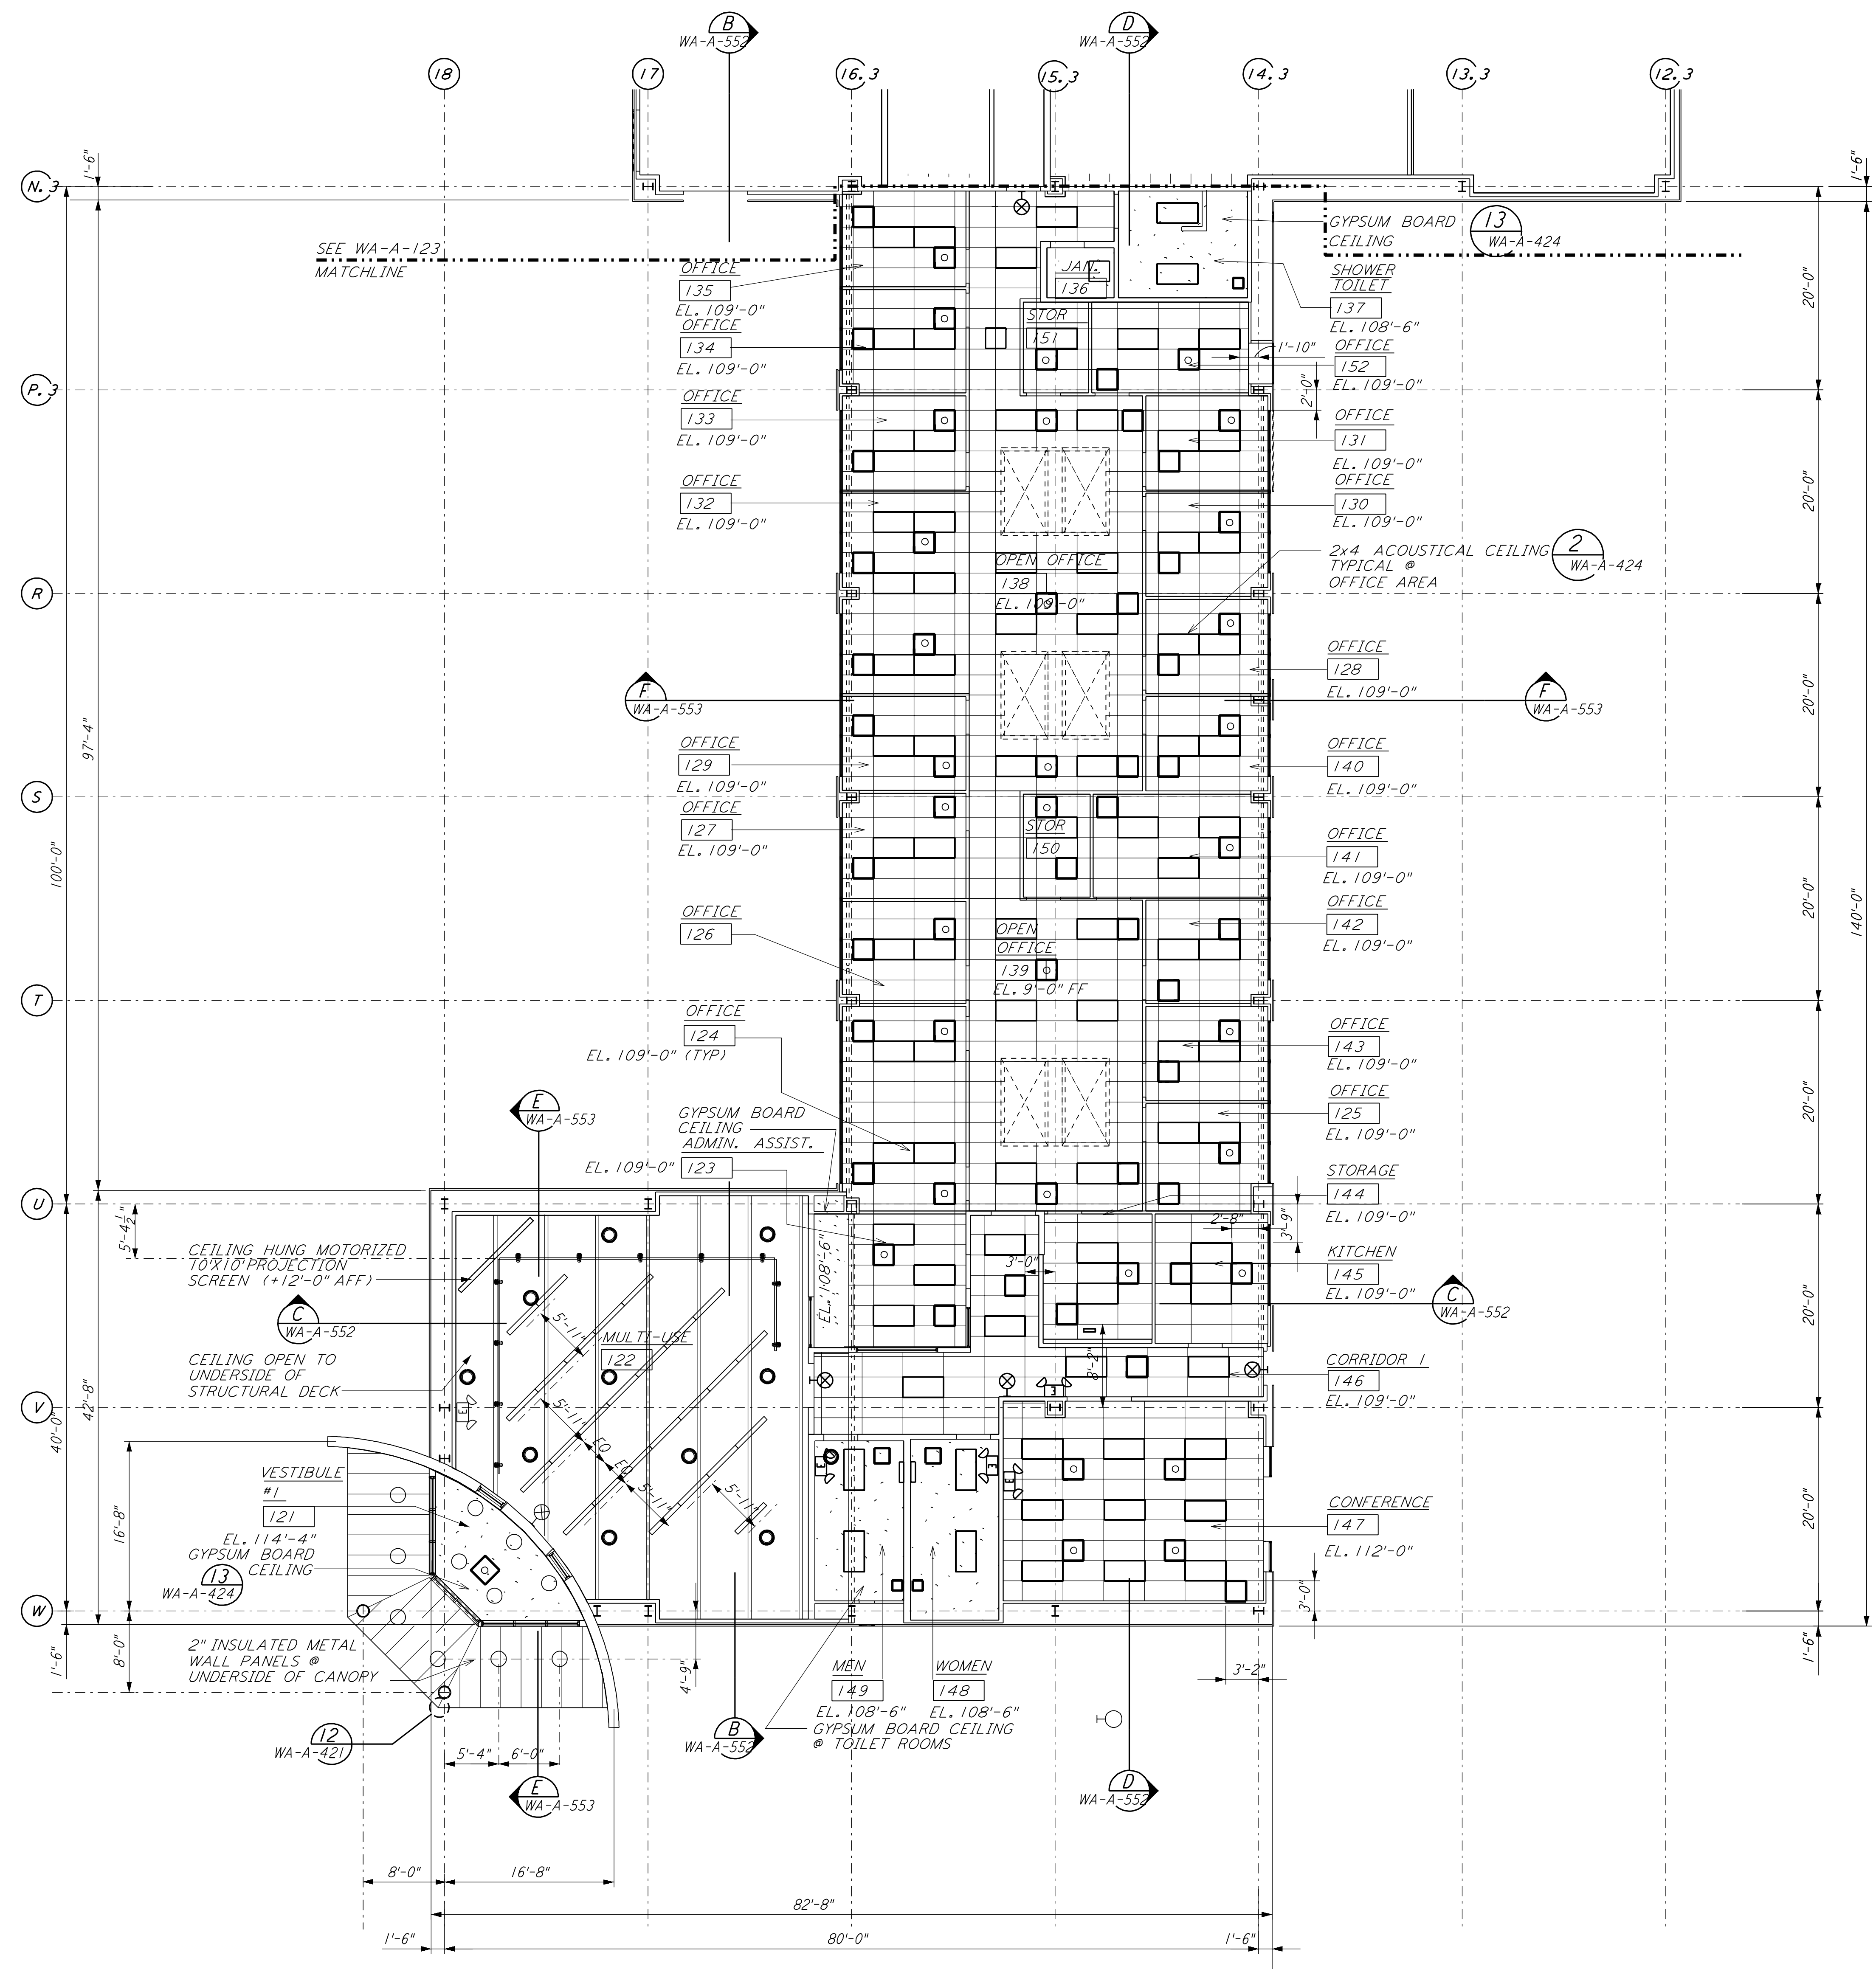 B
WA-A-552
D
WA-A-552
18
17
16.3
15.3
14.3
13.3
12.3
N.3
P.3
R
S
T
U
V
W
1'-6"
97'-4"
100'-0"
5'-4 1/2"
42'-8"
40'-0"
1'-6"
16'-8"
8'-0"
SEE WA-A-123
MATCHLINE
OFFICE
135
EL. 109'-0"
OFFICE
134
EL. 109'-0"
OFFICE
133
EL. 109'-0"
OFFICE
132
EL. 109'-0"
F
WA-A-553
OFFICE
129
EL. 109'-0"
OFFICE
127
EL. 109'-0"
OFFICE
126
OFFICE
124
EL. 109'-0" (TYP)
E
WA-A-553
GYPSUM BOARD
CEILING
ADMIN. ASSIST.
EL. 109'-0" 123
JAN.
136
STOR
151
OPEN OFFICE
138
EL. 109'-0"
STOR
150
OPEN
OFFICE
139
EL. 9'-0" FF
GYPSUM BOARD
CEILING
13
WA-A-424
SHOWER
TOILET
137
EL. 108'-6"
1'-10"
OFFICE
152
EL. 109'-0"
2'-0"
OFFICE
131
EL. 109'-0"
OFFICE
130
EL. 109'-0"
2x4 ACOUSTICAL CEILING
TYPICAL @
OFFICE AREA
2
WA-A-424
OFFICE
128
EL. 109'-0"
F
WA-A-553
OFFICE
140
EL. 109'-0"
OFFICE
141
EL. 109'-0"
OFFICE
142
EL. 109'-0"
OFFICE
143
EL. 109'-0"
OFFICE
125
EL. 109'-0"
STORAGE
144
EL. 109'-0"
2'-8"
3'-9"
KITCHEN
145
EL. 109'-0"
C
WA-A-552
CORRIDOR 1
146
EL. 109'-0"
CONFERENCE
147
EL. 112'-0"
3'-0"
3'-2"
1'-6"
20'-0"
20'-0"
20'-0"
20'-0"
20'-0"
20'-0"
20'-0"
140'-0"
1'-6"
CEILING HUNG MOTORIZED
10'X10' PROJECTION
SCREEN (+12'-0" AFF)
C
WA-A-552
CEILING OPEN TO
UNDERSIDE OF
STRUCTURAL DECK
MULTI-USE
122
5'-11"
5'-11"
EQ
EQ
5'-11"
5'-11"
EL. 108'-6"
3'-0"
8'-2"
E
E
E
E
E
VESTIBULE
#1
121
EL. 114'-4"
GYPSUM BOARD
CEILING
13
WA-A-424
2" INSULATED METAL
WALL PANELS @
UNDERSIDE OF CANOPY
12
WA-A-421
4'-9"
5'-4"
6'-0"
E
WA-A-553
B
WA-A-552
MEN
149
EL. 108'-6"
WOMEN
148
EL. 108'-6"
GYPSUM BOARD CEILING
@ TOILET ROOMS
D
WA-A-552
8'-0"
16'-8"
82'-8"
1'-6"
80'-0"
1'-6"